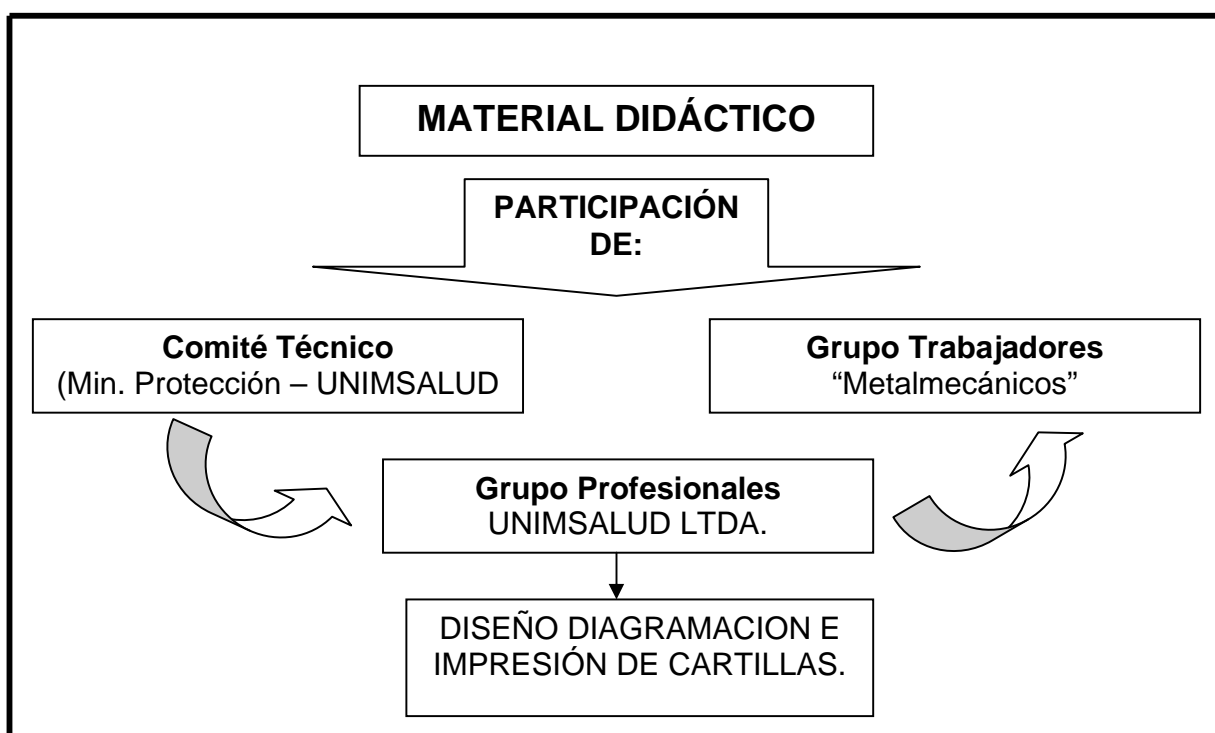 MATERIAL DIDÁCTICO
PARTICIPACIÓN
DE:
Comité Técnico
(Min. Protección – UNIMSALUD
Grupo Trabajadores
“Metalmecánicos”
Grupo Profesionales
UNIMSALUD LTDA.
DISEÑO DIAGRAMACION E
IMPRESIÓN DE CARTILLAS.